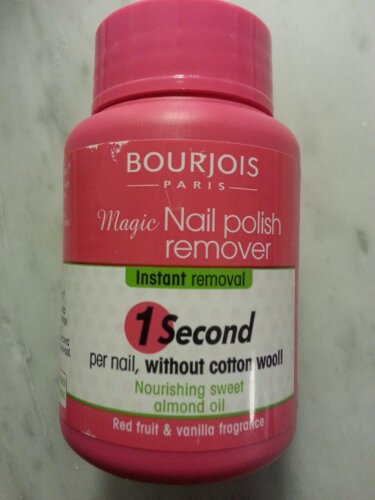 BOURJOIS
PARIS
Magic Nail polish
remover
Instant removal
1 Second
per nail, without cotton wool!
Nourishing sweet
almond oil
Red fruit & vanilla fragrance